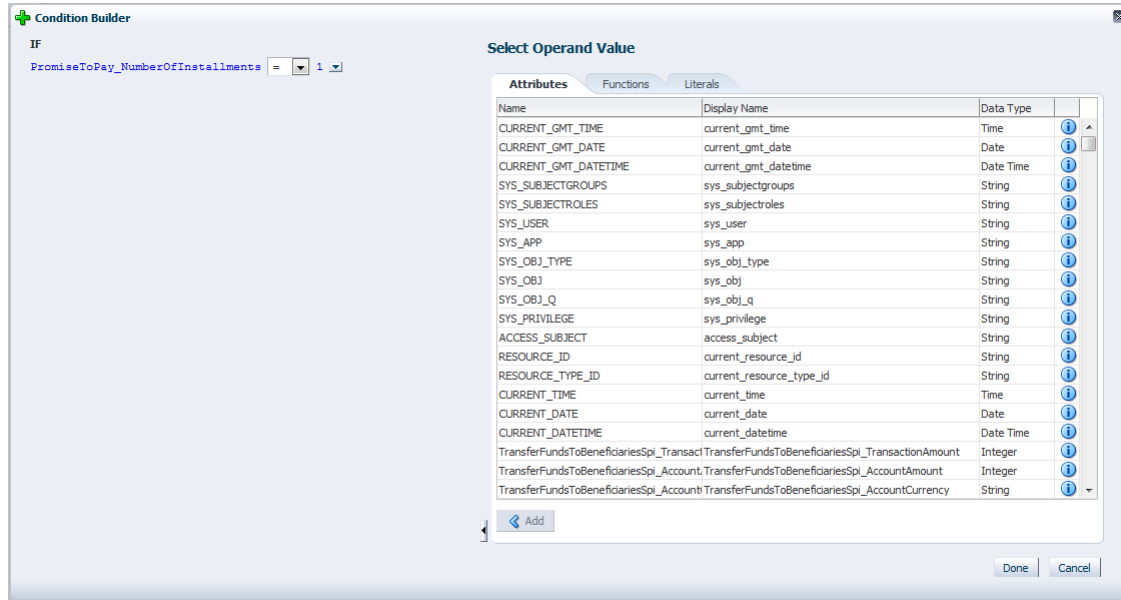 Condition Builder
IF
PromiseToPay_NumberOfInstallments = 1
Select Operand Value
Attributes Functions Literals
Name Display Name Data Type
CURRENT_GMT_TIME current_gmt_time Time
CURRENT_GMT_DATE current_gmt_date Date
CURRENT_GMT_DATETIME current_gmt_datetime Date Time
SYS_SUBJECTGROUPS sys_subjectgroups String
SYS_SUBJECTROLES sys_subjectroles String
SYS_USER sys_user String
SYS_APP sys_app String
SYS_OBJ_TYPE sys_obj_type String
SYS_OBJ sys_obj String
SYS_OBJ_Q sys_obj_q String
SYS_PRIVILEGE sys_privilege String
ACCESS_SUBJECT access_subject String
RESOURCE_ID current_resource_id String
RESOURCE_TYPE_ID current_resource_type_id String
CURRENT_TIME current_time Time
CURRENT_DATE current_date Date
CURRENT_DATETIME current_datetime Date Time
TransferFundsToBeneficiariesSpi_Transact TransferFundsToBeneficiariesSpi_TransactionAmount Integer
TransferFundsToBeneficiariesSpi_Account TransferFundsToBeneficiariesSpi_AccountAmount Integer
TransferFundsToBeneficiariesSpi_Account TransferFundsToBeneficiariesSpi_AccountCurrency String
Add
Done Cancel